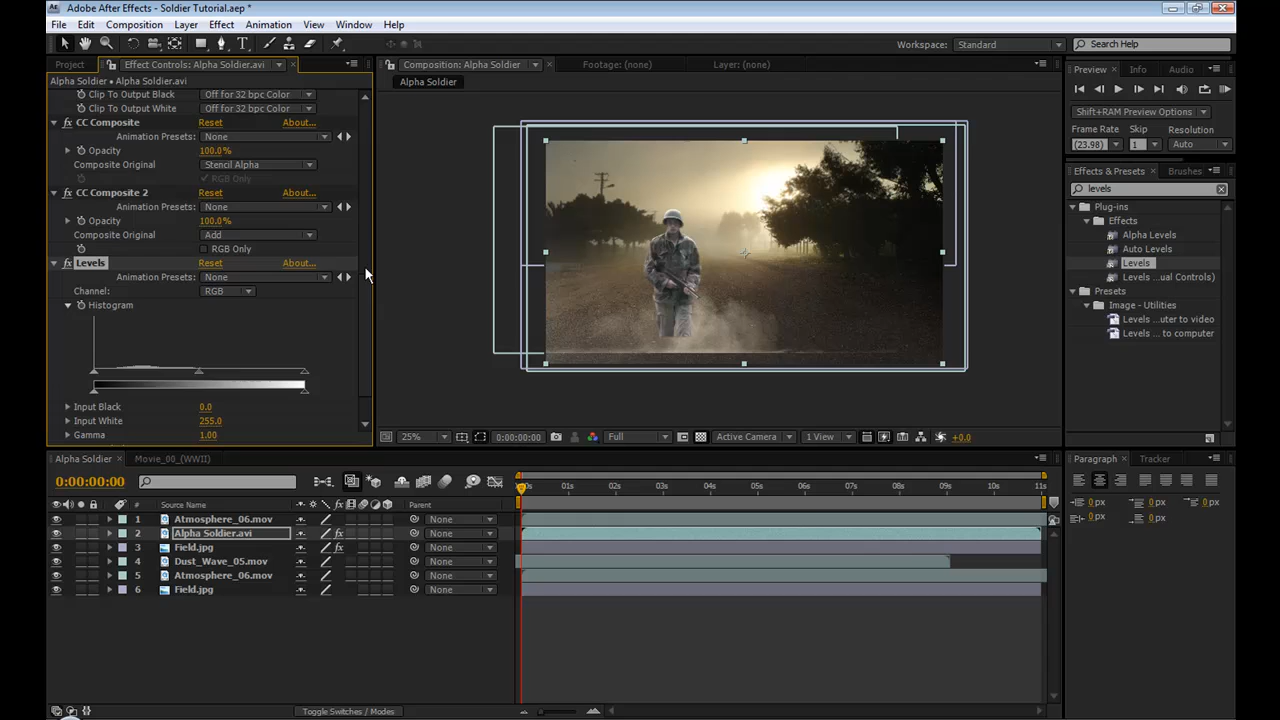 Adobe After Effects - Soldier Tutorial.aep *
File Edit Composition Layer Effect Animation View Window Help
Workspace: Standard Search Help
Project Effect Controls: Alpha Soldier.avi
Alpha Soldier • Alpha Soldier.avi
Clip To Output Black Off for 32 bpc Color
Clip To Output White Off for 32 bpc Color
fx CC Composite Reset About...
Animation Presets: None
Opacity 100.0%
Composite Original Stencil Alpha
RGB Only
fx CC Composite 2 Reset About...
Animation Presets: None
Opacity 100.0%
Composite Original Add
RGB Only
fx Levels Reset About...
Animation Presets: None
Channel: RGB
Histogram
Input Black 0.0
Input White 255.0
Gamma 1.00
Composition: Alpha Soldier Footage: (none) Layer: (none)
Alpha Soldier
25% 0:00:00:00 Full Active Camera 1 View +0.0
Preview Info Audio
Shift+RAM Preview Options
Frame Rate Skip Resolution
(23.98) 1 Auto
Effects & Presets Brushes
levels
Plug-ins
Effects
Alpha Levels
Auto Levels
Levels
Levels ...ual Controls)
Presets
Image - Utilities
Levels ...uter to video
Levels ... to computer
Alpha Soldier Movie_00_(WWII)
0:00:00:00
# Source Name fx Parent
1 Atmosphere_06.mov None
2 Alpha Soldier.avi fx None
3 Field.jpg fx None
4 Dust_Wave_05.mov None
5 Atmosphere_06.mov None
6 Field.jpg None
01s 02s 03s 04s 05s 06s 07s 08s 09s 10s 11s
Toggle Switches / Modes
Paragraph Tracker
0 px 0 px 0 px
0 px 0 px